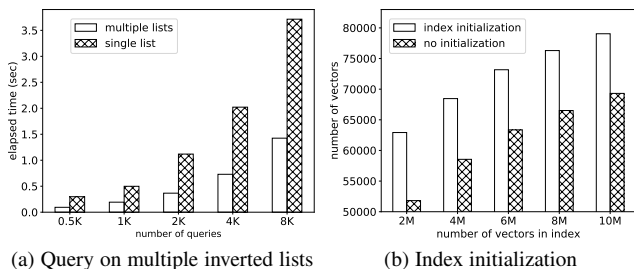 multiple lists
single list
elapsed time (sec)
3.5
3.0
2.5
2.0
1.5
1.0
0.5
0.0
0.5K 1K 2K 4K 8K
number of queries
(a) Query on multiple inverted lists
index initialization
no initialization
number of vectors
80000
75000
70000
65000
60000
55000
50000
2M 4M 6M 8M 10M
number of vectors in index
(b) Index initialization